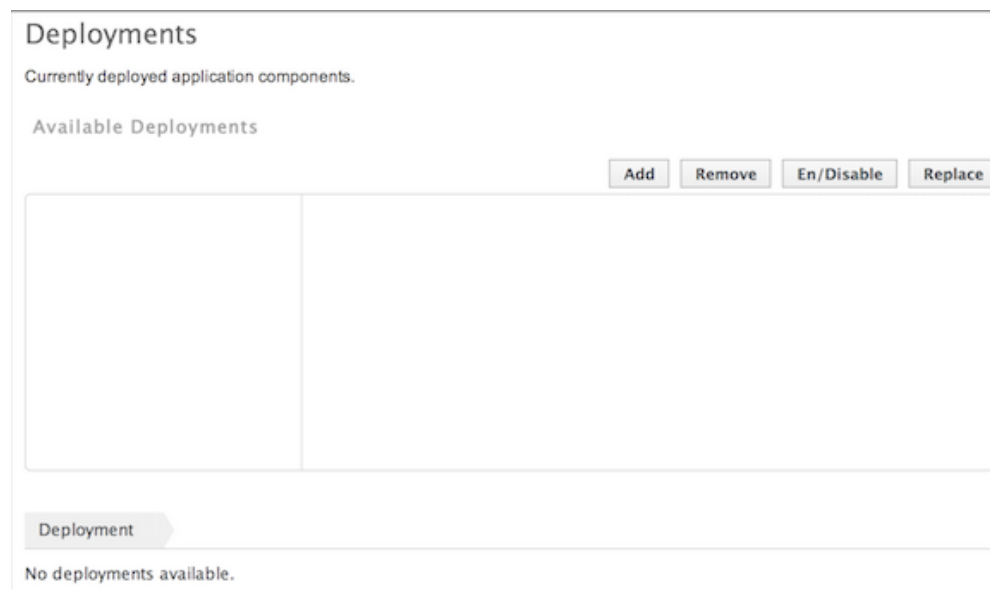 Deployments
Currently deployed application components.
Available Deployments
Add Remove En/Disable Replace
Deployment
No deployments available.